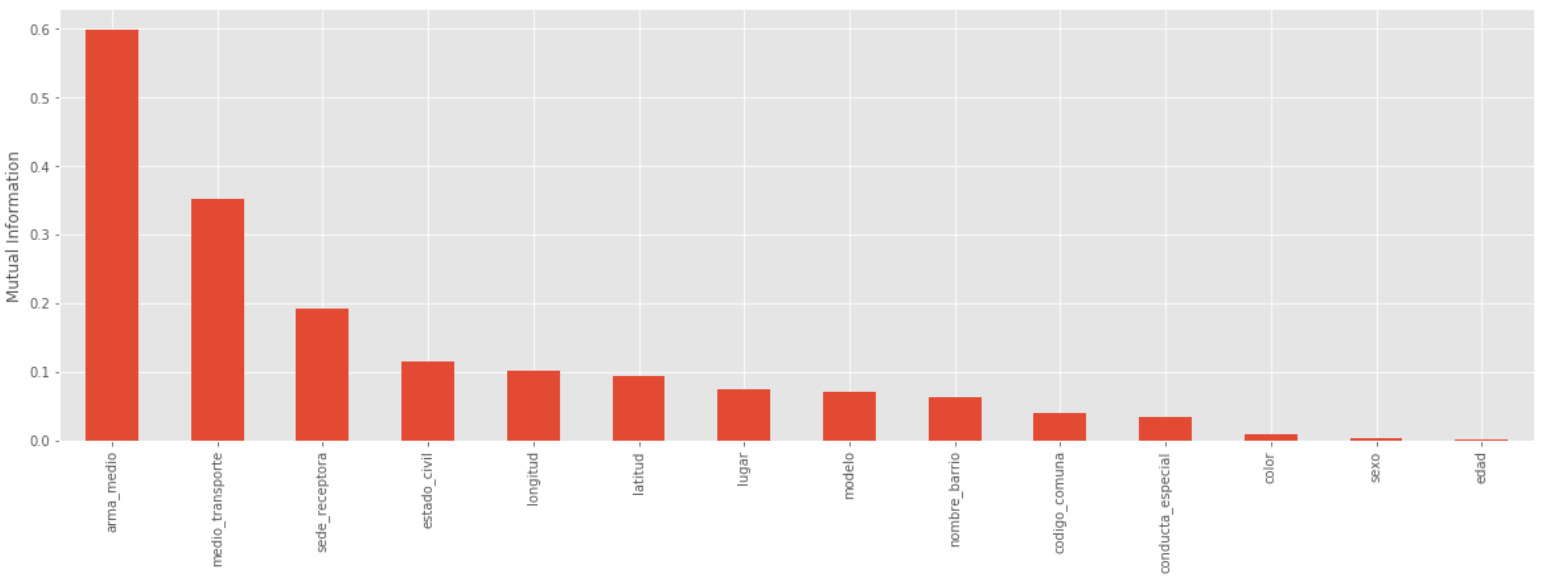 Mutual Information
0.6
0.5
0.4
0.3
0.2
0.1
0.0
arma_medio
medio_transporte
sede_receptora
estado_civil
longitud
latitud
lugar
modelo
nombre_barrio
codigo_comuna
conducta_especial
color
sexo
edad